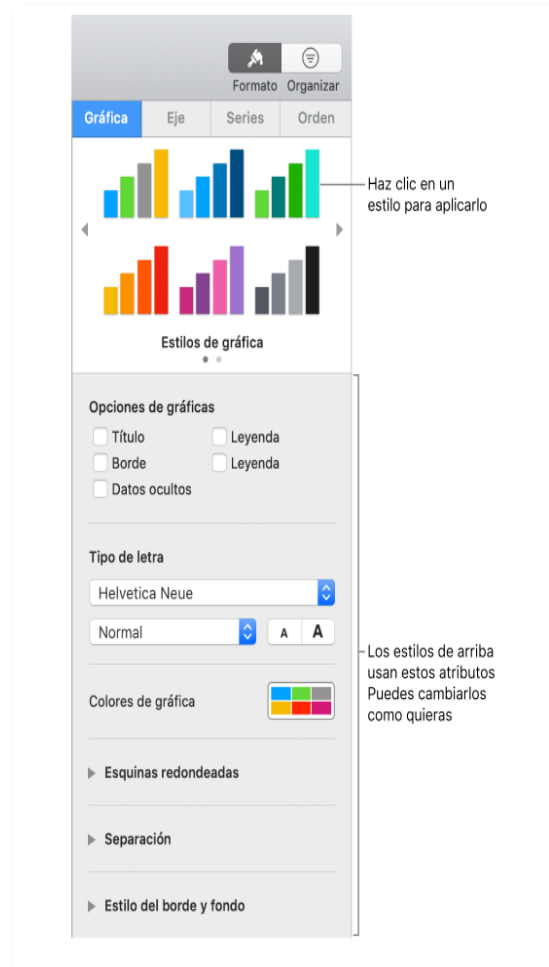 Formato Organizar
Gráfica Eje Series Orden
Haz clic en un
estilo para aplicarlo
Estilos de gráfica
Opciones de gráficas
Título Leyenda
Borde Leyenda
Datos ocultos
Tipo de letra
Helvetica Neue
Normal A A
Los estilos de arriba
usan estos atributos
Puedes cambiarlos
como quieras
Colores de gráfica
Esquinas redondeadas
Separación
Estilo del borde y fondo